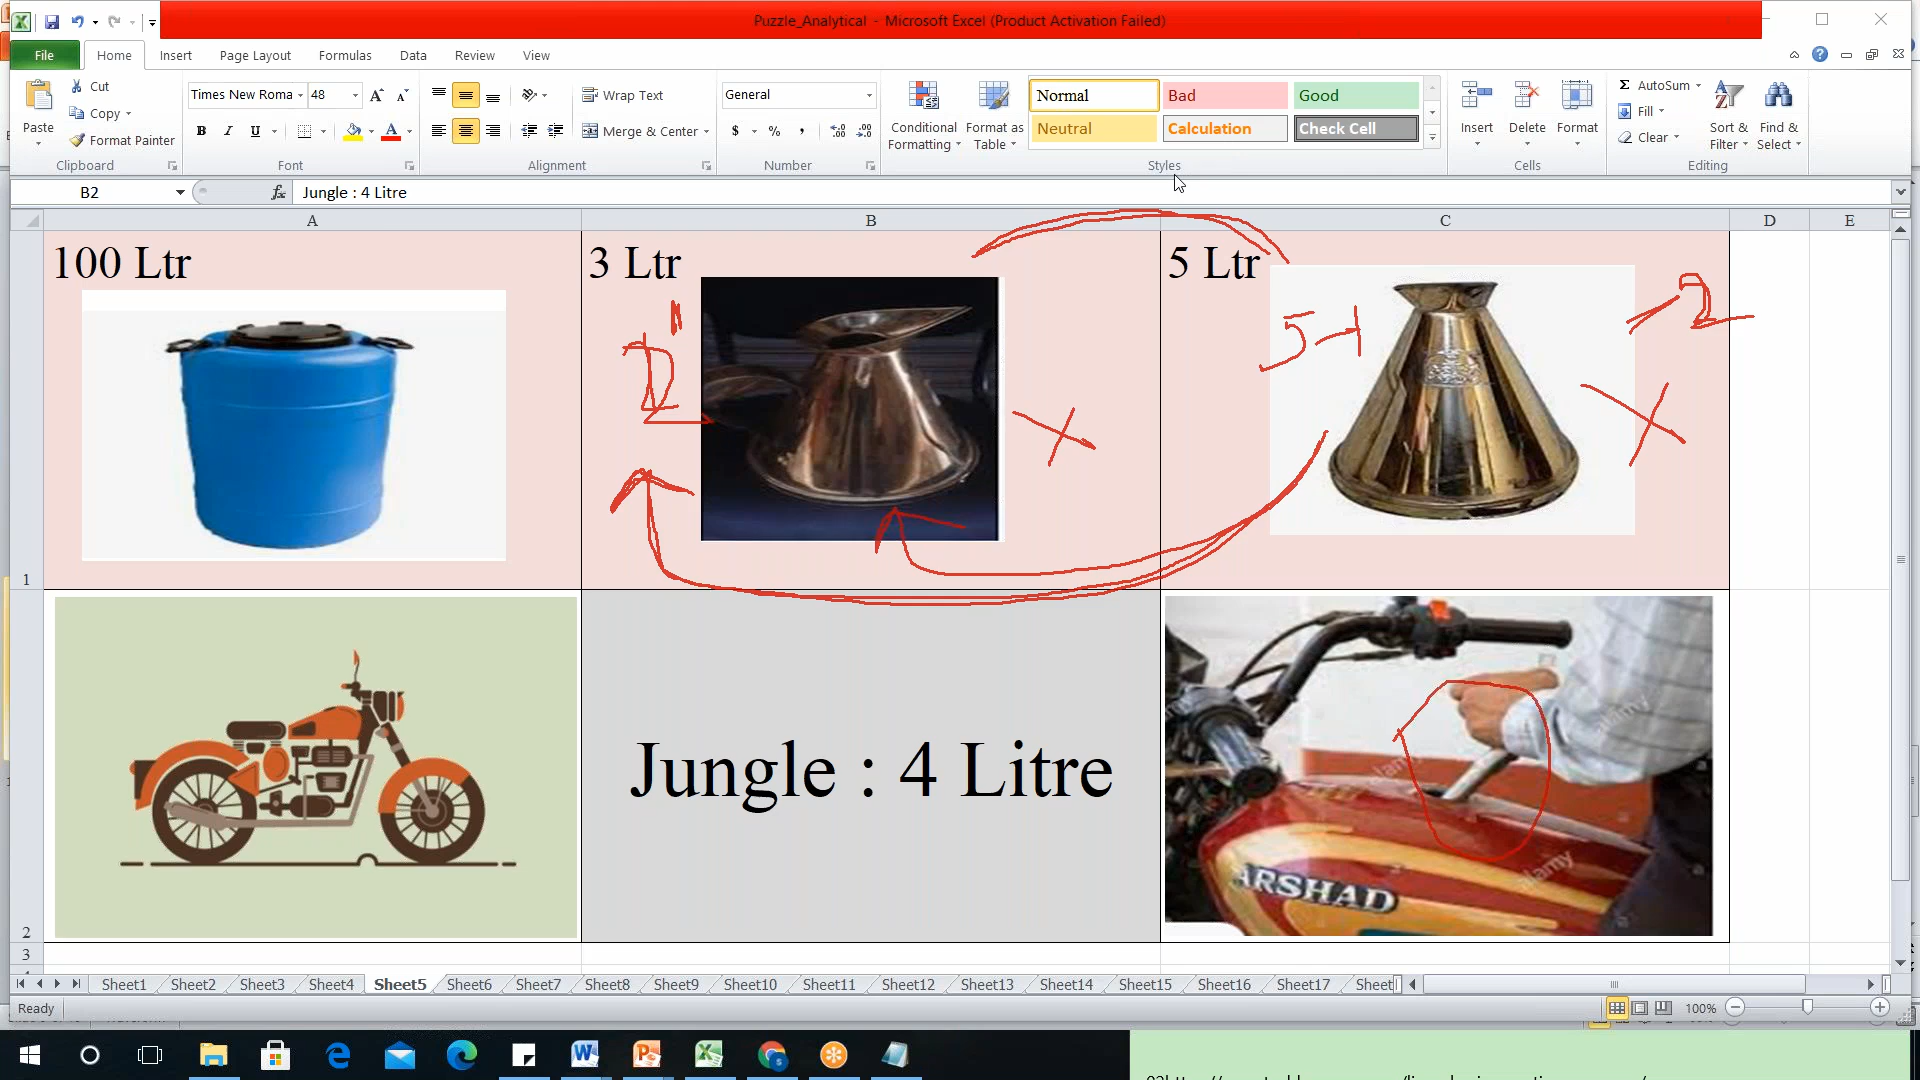 Puzzle_Analytical - Microsoft Excel (Product Activation Failed)
File Home Insert Page Layout Formulas Data Review View
Paste
Cut
Copy
Format Painter
Clipboard
Times New Roma 48
B I U
Font
Wrap Text
Merge & Center
Alignment
General
$ % ,
Number
Conditional Formatting
Format as Table
Normal Bad Good
Neutral Calculation Check Cell
Styles
Insert Delete Format
Cells
AutoSum
Fill
Clear
Sort & Filter
Find & Select
Editing
B2 fx Jungle : 4 Litre
A B C D E
1
100 Ltr
3 Ltr
5 Ltr
2
5-1
2
2
Jungle : 4 Litre
ARSHAD
alamy
alamy
alamy
3
Sheet1 Sheet2 Sheet3 Sheet4 Sheet5 Sheet6 Sheet7 Sheet8 Sheet9 Sheet10 Sheet11 Sheet12 Sheet13 Sheet14 Sheet15 Sheet16 Sheet17 Sheet
Ready
100%